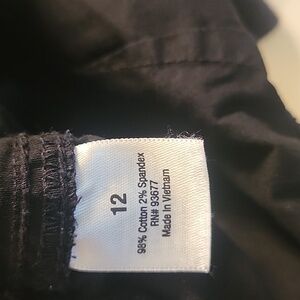 12
98% Cotton 2% Spandex
RN# 93677
Made In Vietnam